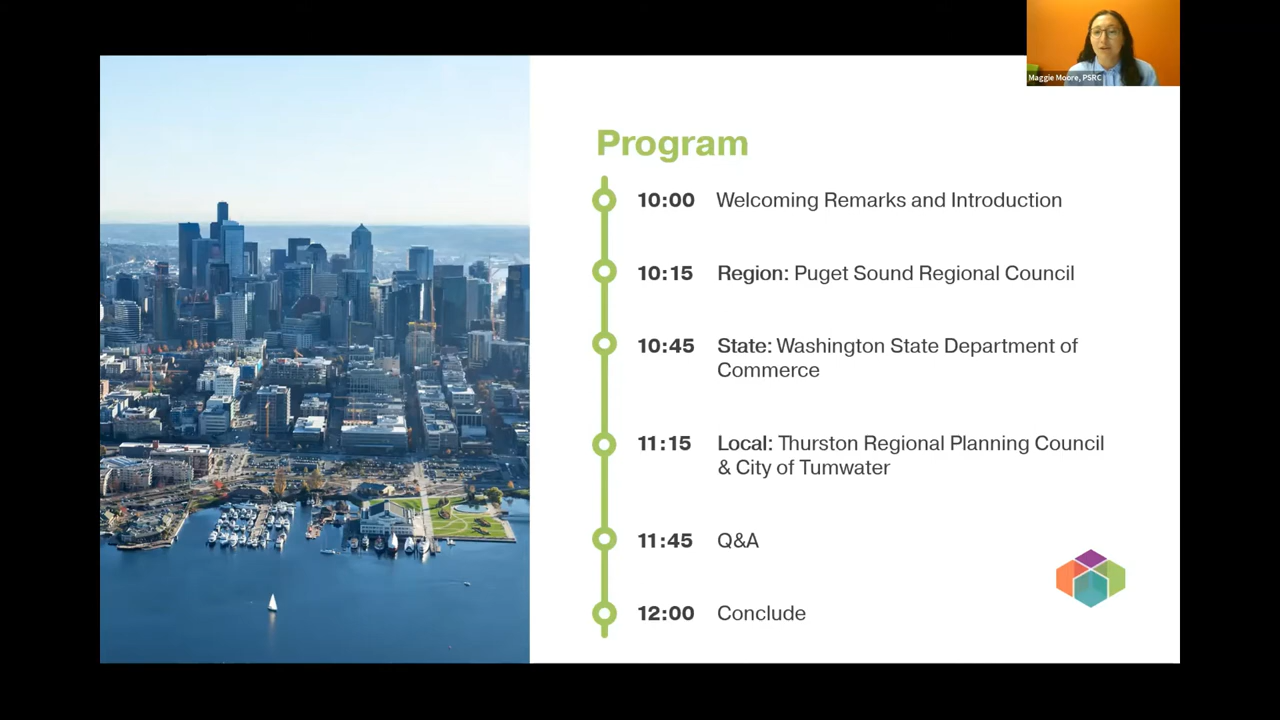 Maggie Moore, PSRC
Program
10:00 Welcoming Remarks and Introduction
10:15 Region: Puget Sound Regional Council
10:45 State: Washington State Department of
Commerce
11:15 Local: Thurston Regional Planning Council
& City of Tumwater
11:45 Q&A
12:00 Conclude